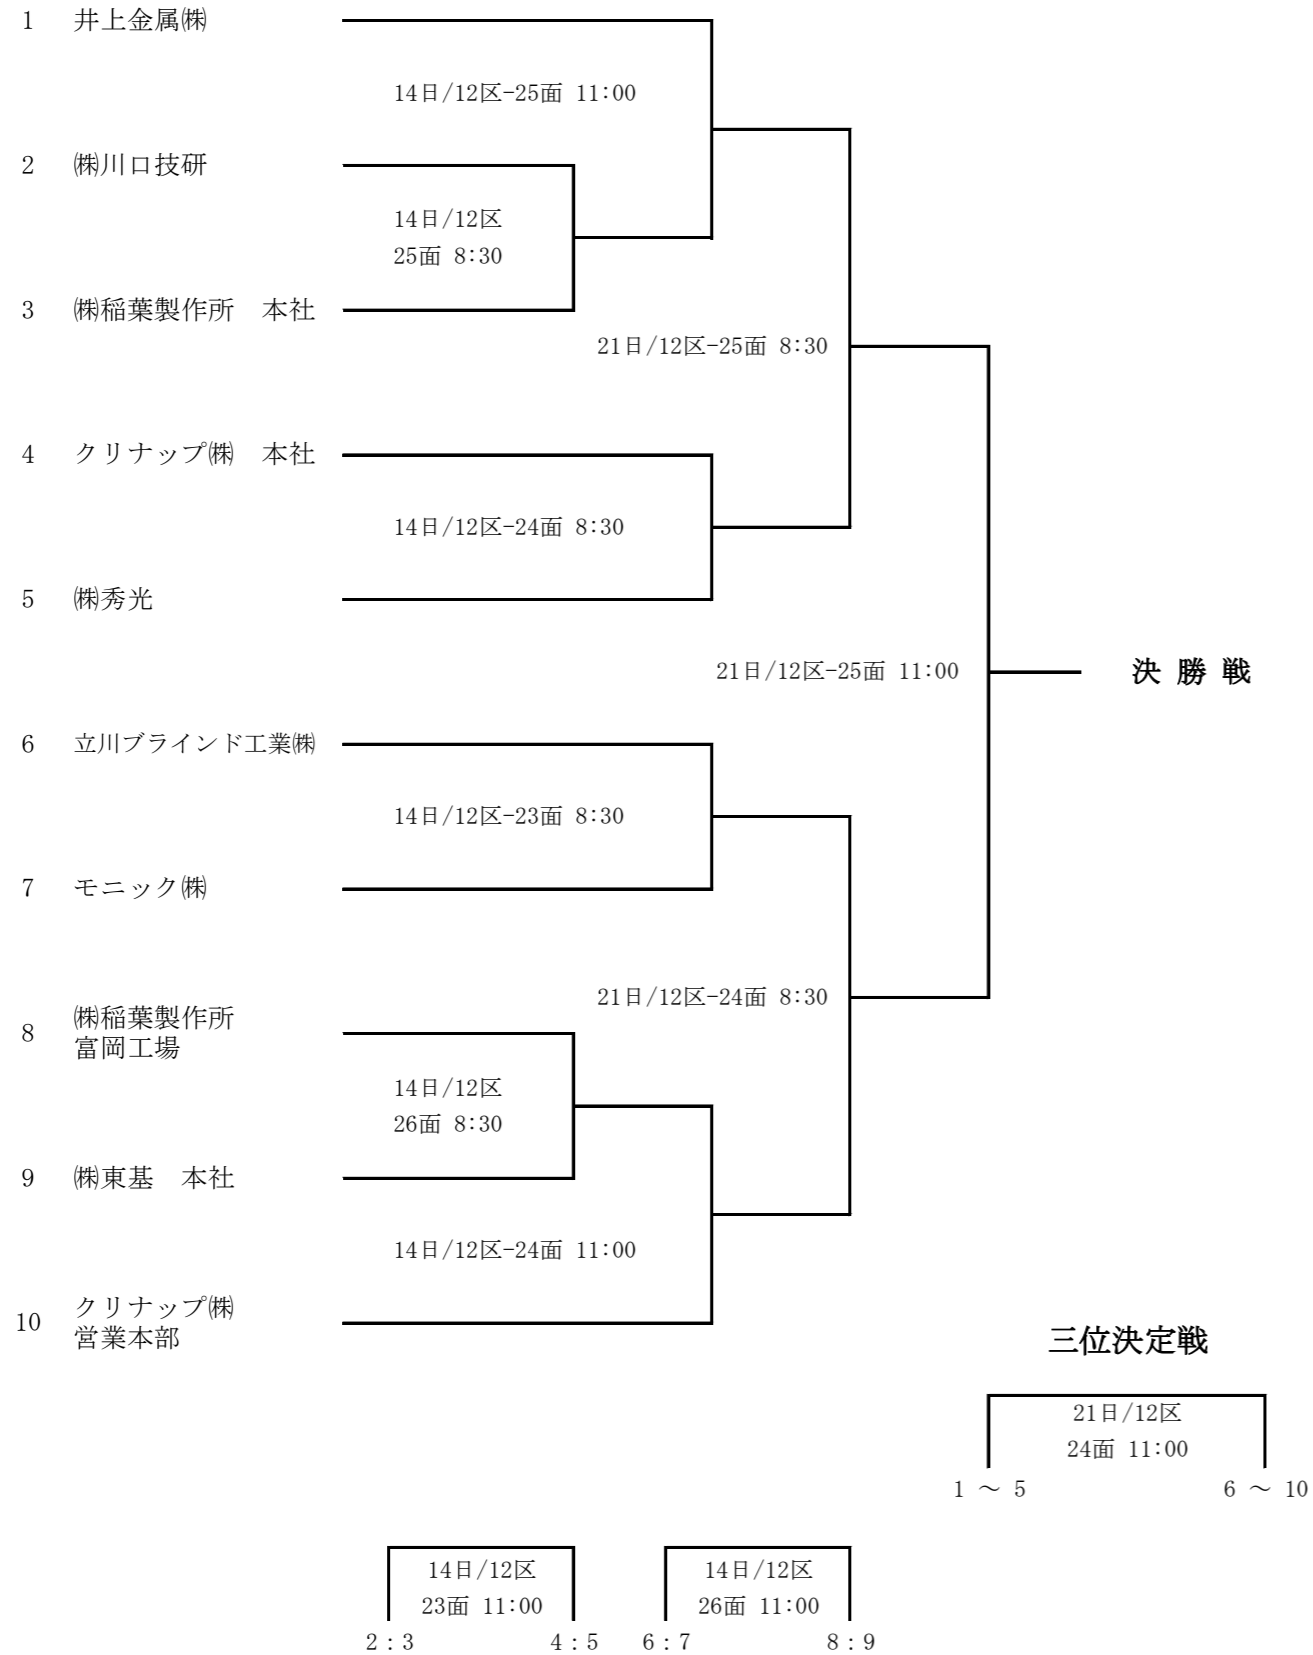 1 井上金属㈱
14日/12区-25面 11:00
2 ㈱川口技研
14日/12区
25面 8:30
3 ㈱稲葉製作所　本社
21日/12区-25面 8:30
4 クリナップ㈱　本社
14日/12区-24面 8:30
5 ㈱秀光
21日/12区-25面 11:00
決 勝 戦
6 立川ブラインド工業㈱
14日/12区-23面 8:30
7 モニック㈱
21日/12区-24面 8:30
8 ㈱稲葉製作所
富岡工場
14日/12区
26面 8:30
9 ㈱東基　本社
14日/12区-24面 11:00
10 クリナップ㈱
営業本部
三位決定戦
21日/12区
24面 11:00
1 ～ 5
6 ～ 10
14日/12区
23面 11:00
2：3
4：5
14日/12区
26面 11:00
6：7
8：9